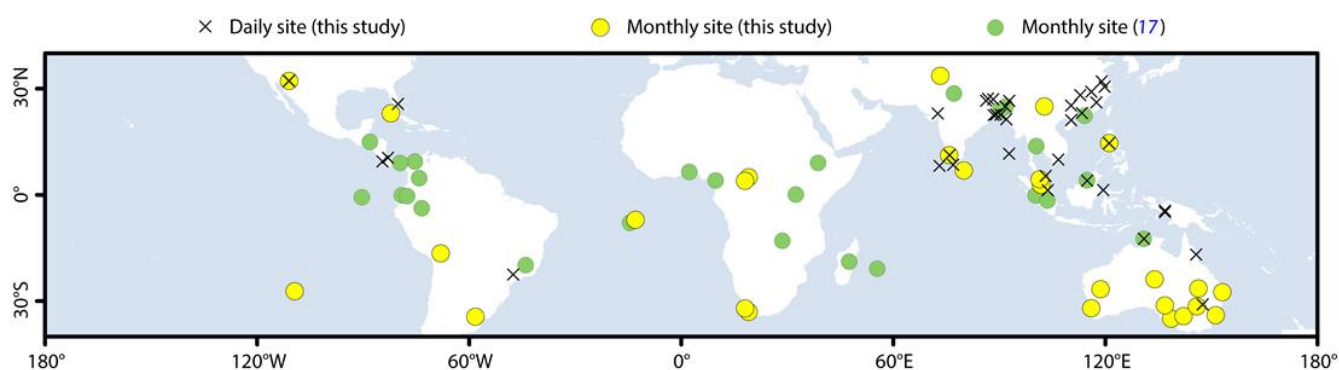 × Daily site (this study) Monthly site (this study) Monthly site (17)
30°N
0°
30°S
180° 120°W 60°W 0° 60°E 120°E 180°